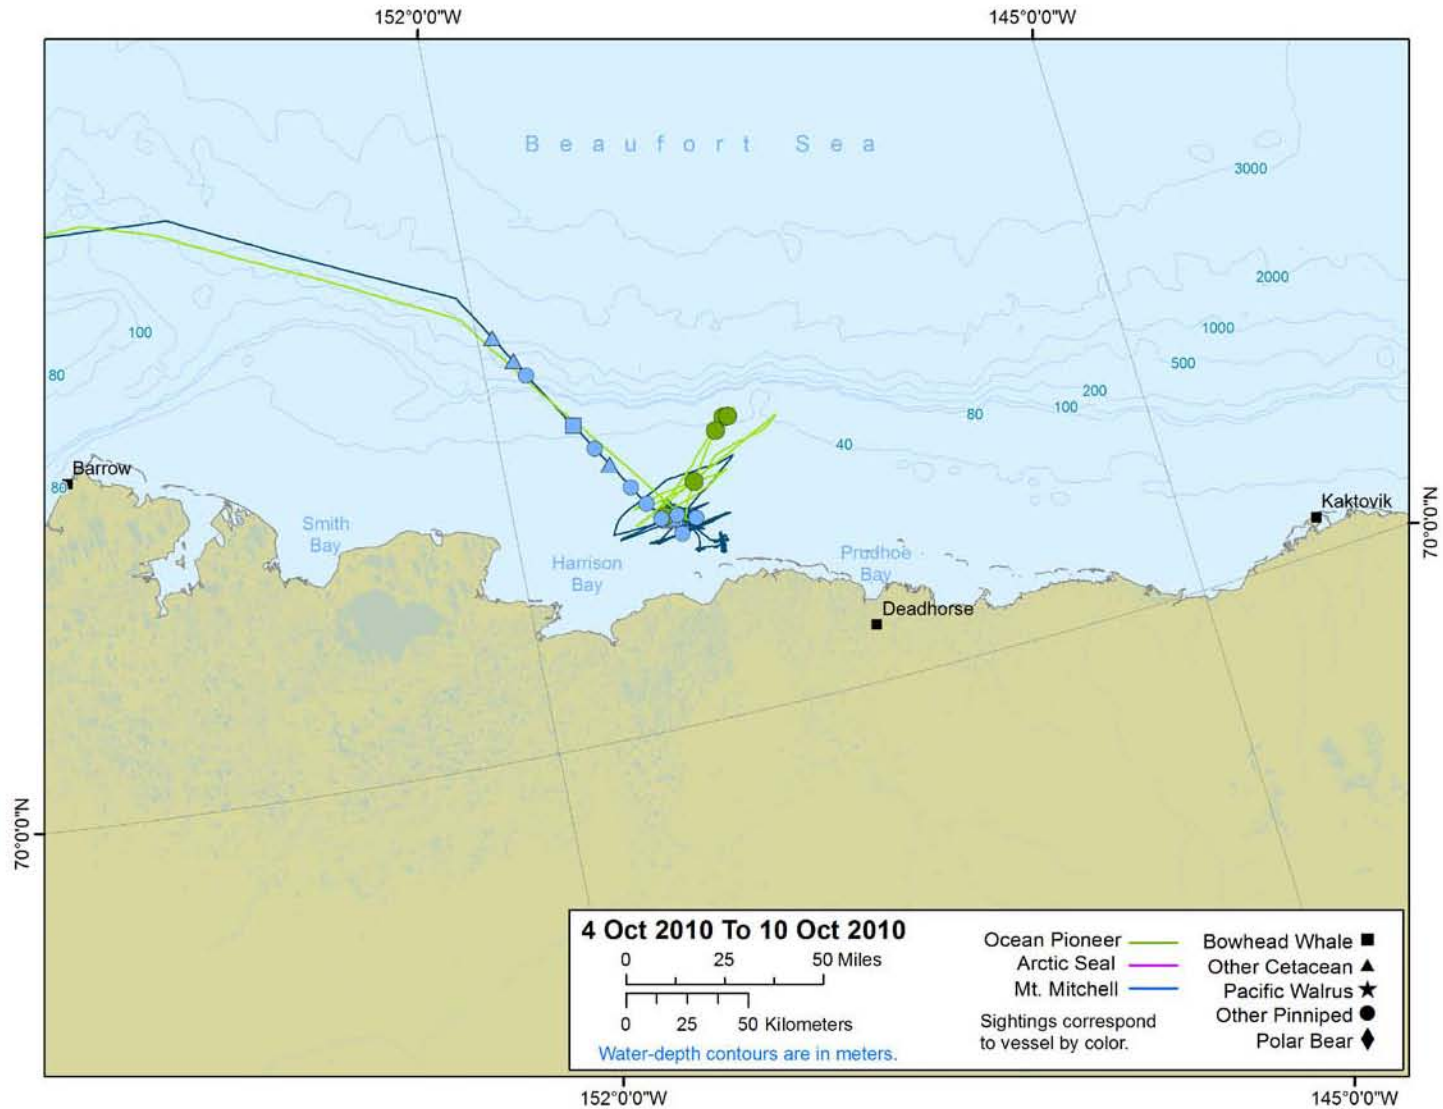 152°0'0"W
145°0'0"W
Beaufort Sea
3000
2000
1000
500
200
100
80
40
100
80
80
Barrow
Smith
Bay
Harrison
Bay
Prudhoe
Bay
Deadhorse
Kaktovik
70°0'0"N
70°0'0"N
4 Oct 2010 To 10 Oct 2010
0 25 50 Miles
0 25 50 Kilometers
Water-depth contours are in meters.
Ocean Pioneer
Arctic Seal
Mt. Mitchell
Sightings correspond
to vessel by color.
Bowhead Whale
Other Cetacean
Pacific Walrus
Other Pinniped
Polar Bear
152°0'0"W
145°0'0"W